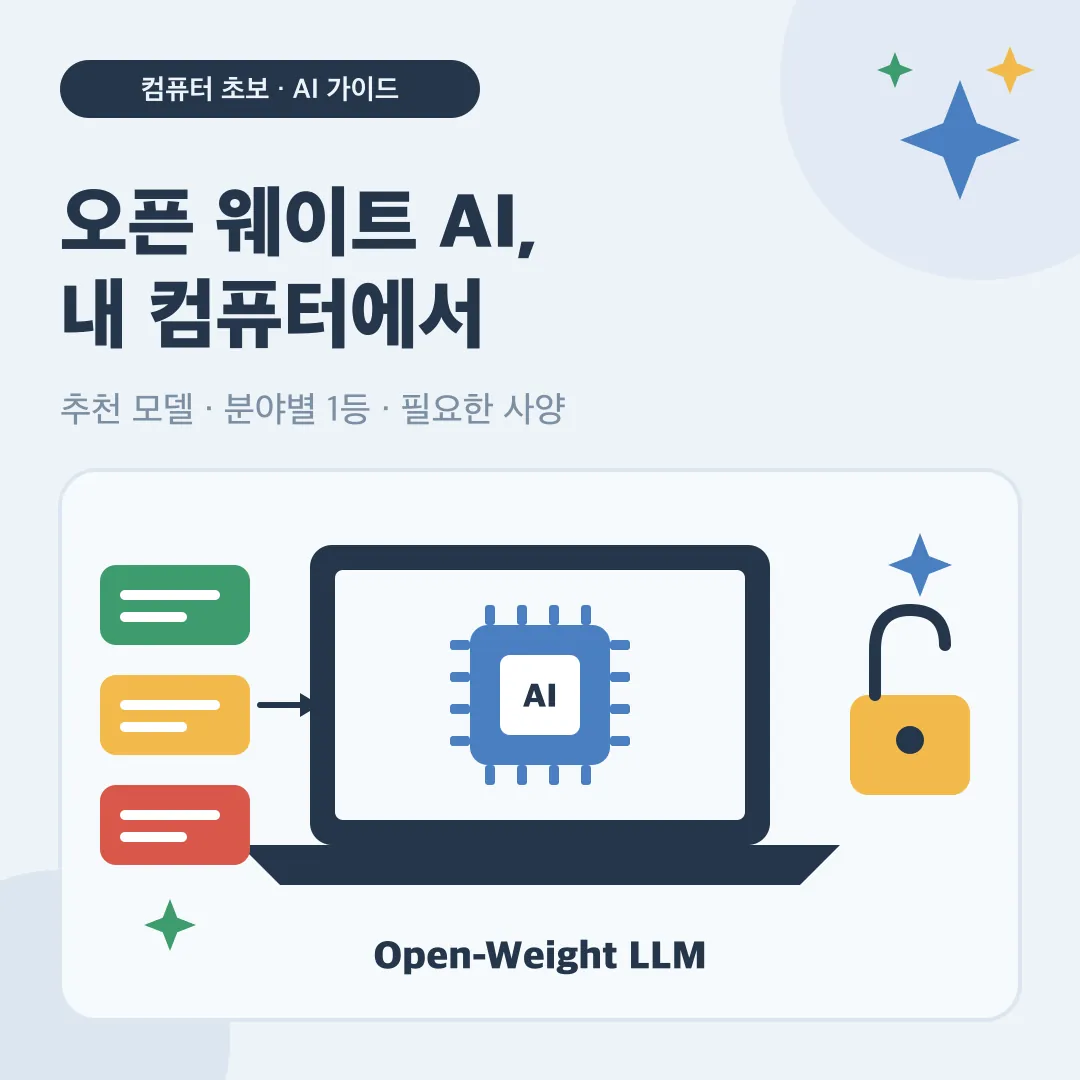 컴퓨터 초보 · AI 가이드
오픈 웨이트 AI,
내 컴퓨터에서
추천 모델 · 분야별 1등 · 필요한 사양
AI
Open-Weight LLM